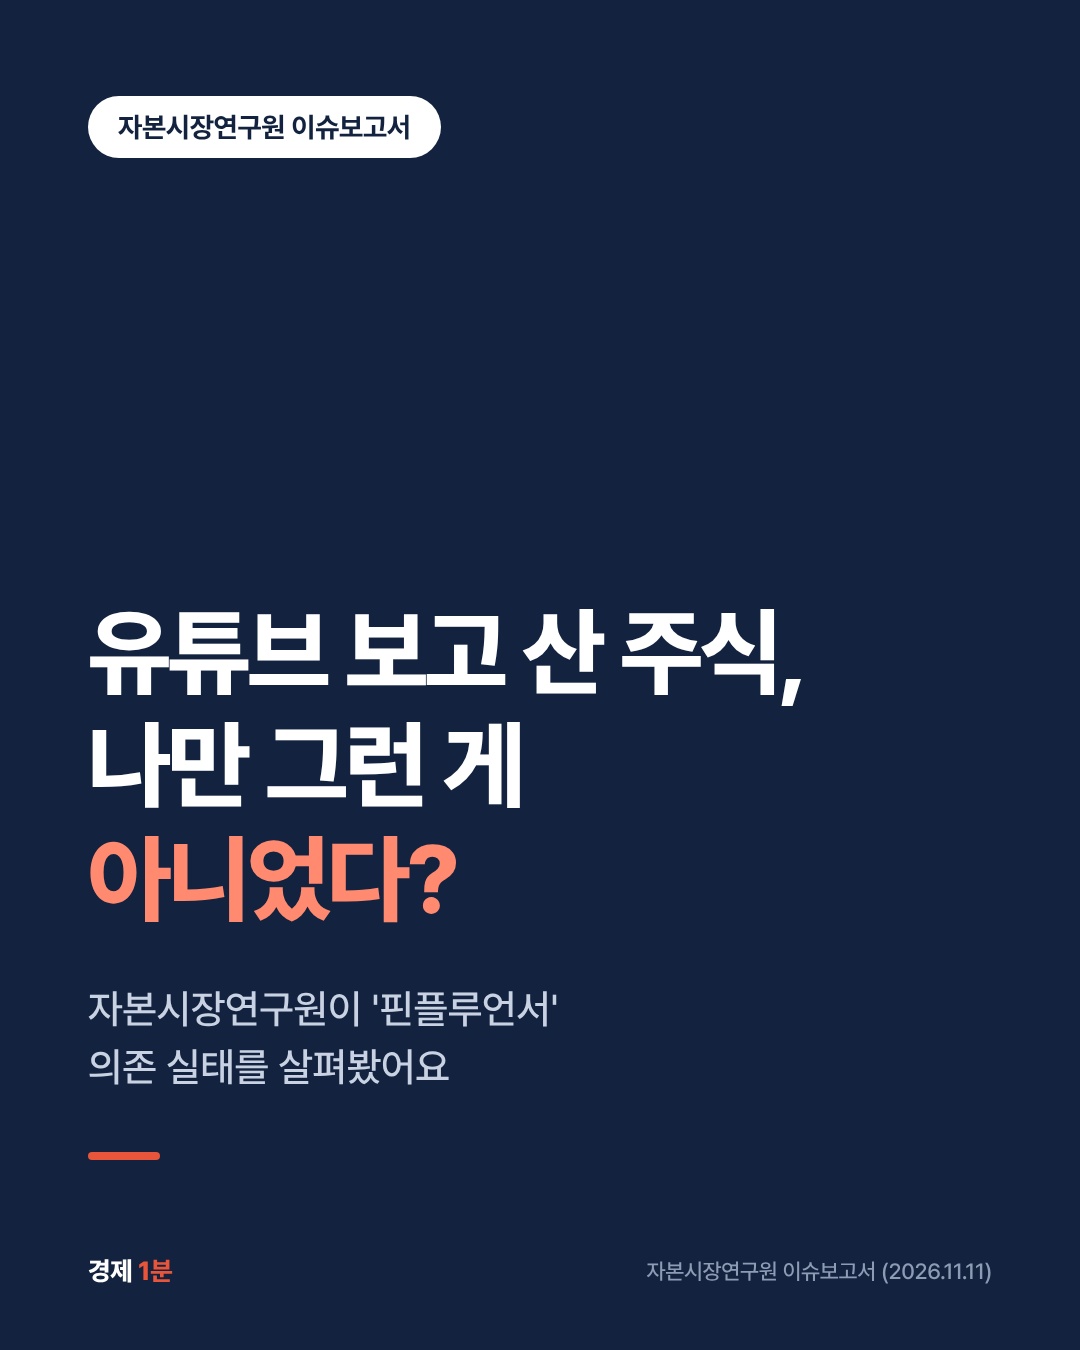 자본시장연구원 이슈보고서
유튜브 보고 산 주식,
나만 그런 게
아니었다?
자본시장연구원이 '핀플루언서'
의존 실태를 살펴봤어요
경제 1분
자본시장연구원 이슈보고서 (2026.11.11)